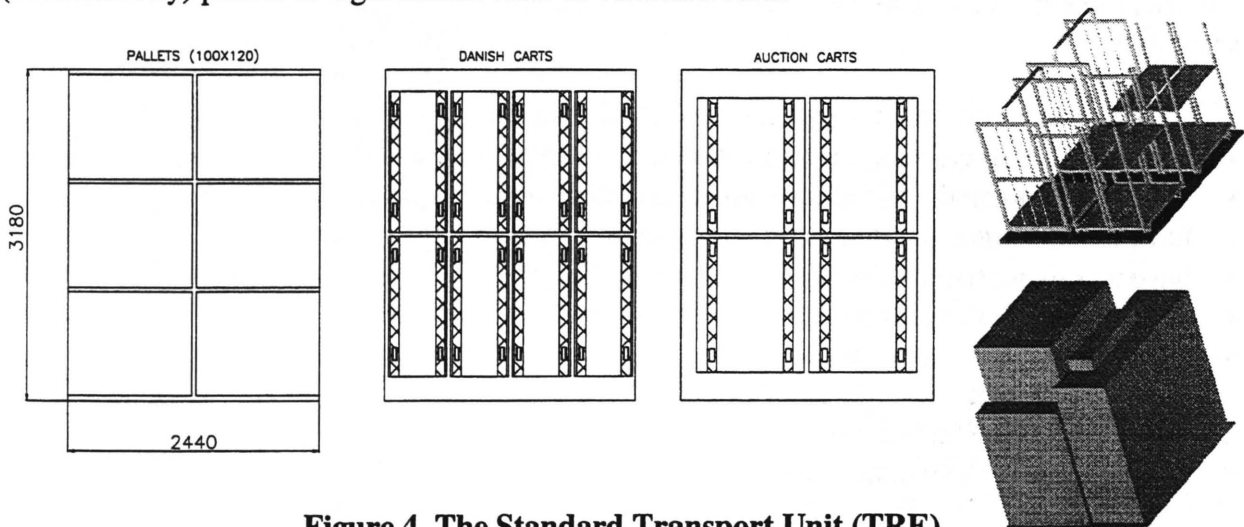 PALLETS (100X120)
DANISH CARTS
AUCTION CARTS
3180
2440
Figure 4. The Standard Transport Unit (TRE)